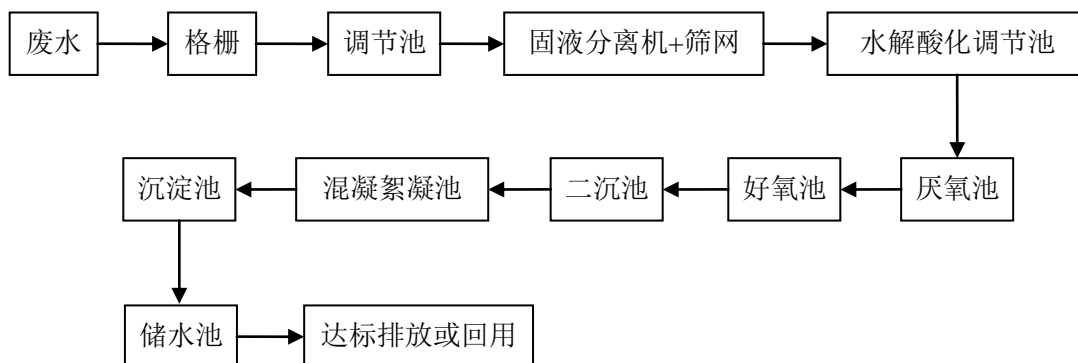 废水
格栅
调节池
固液分离机+筛网
水解酸化调节池
厌氧池
好氧池
二沉池
混凝絮凝池
沉淀池
储水池
达标排放或回用